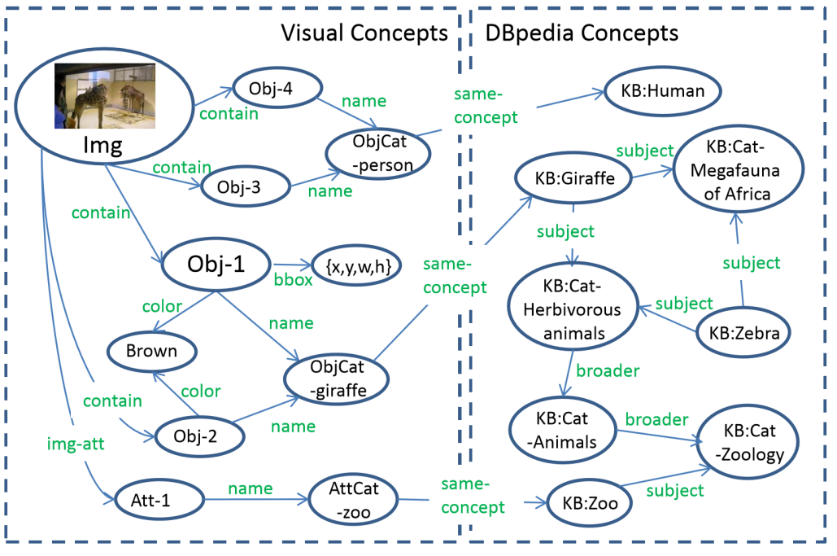 Visual Concepts
DBpedia Concepts
Img
contain
Obj-4
name
contain
Obj-3
name
ObjCat
-person
same-
concept
KB:Human
contain
Obj-1
bbox
{x,y,w,h}
color
name
Brown
color
contain
Obj-2
name
ObjCat
-giraffe
same-
concept
img-att
Att-1
name
AttCat
-zoo
same-
concept
KB:Giraffe
subject
KB:Cat-
Megafauna
of Africa
subject
subject
KB:Cat-
Herbivorous
animals
subject
KB:Zebra
broader
KB:Cat
-Animals
broader
KB:Cat
-Zoology
KB:Zoo
subject